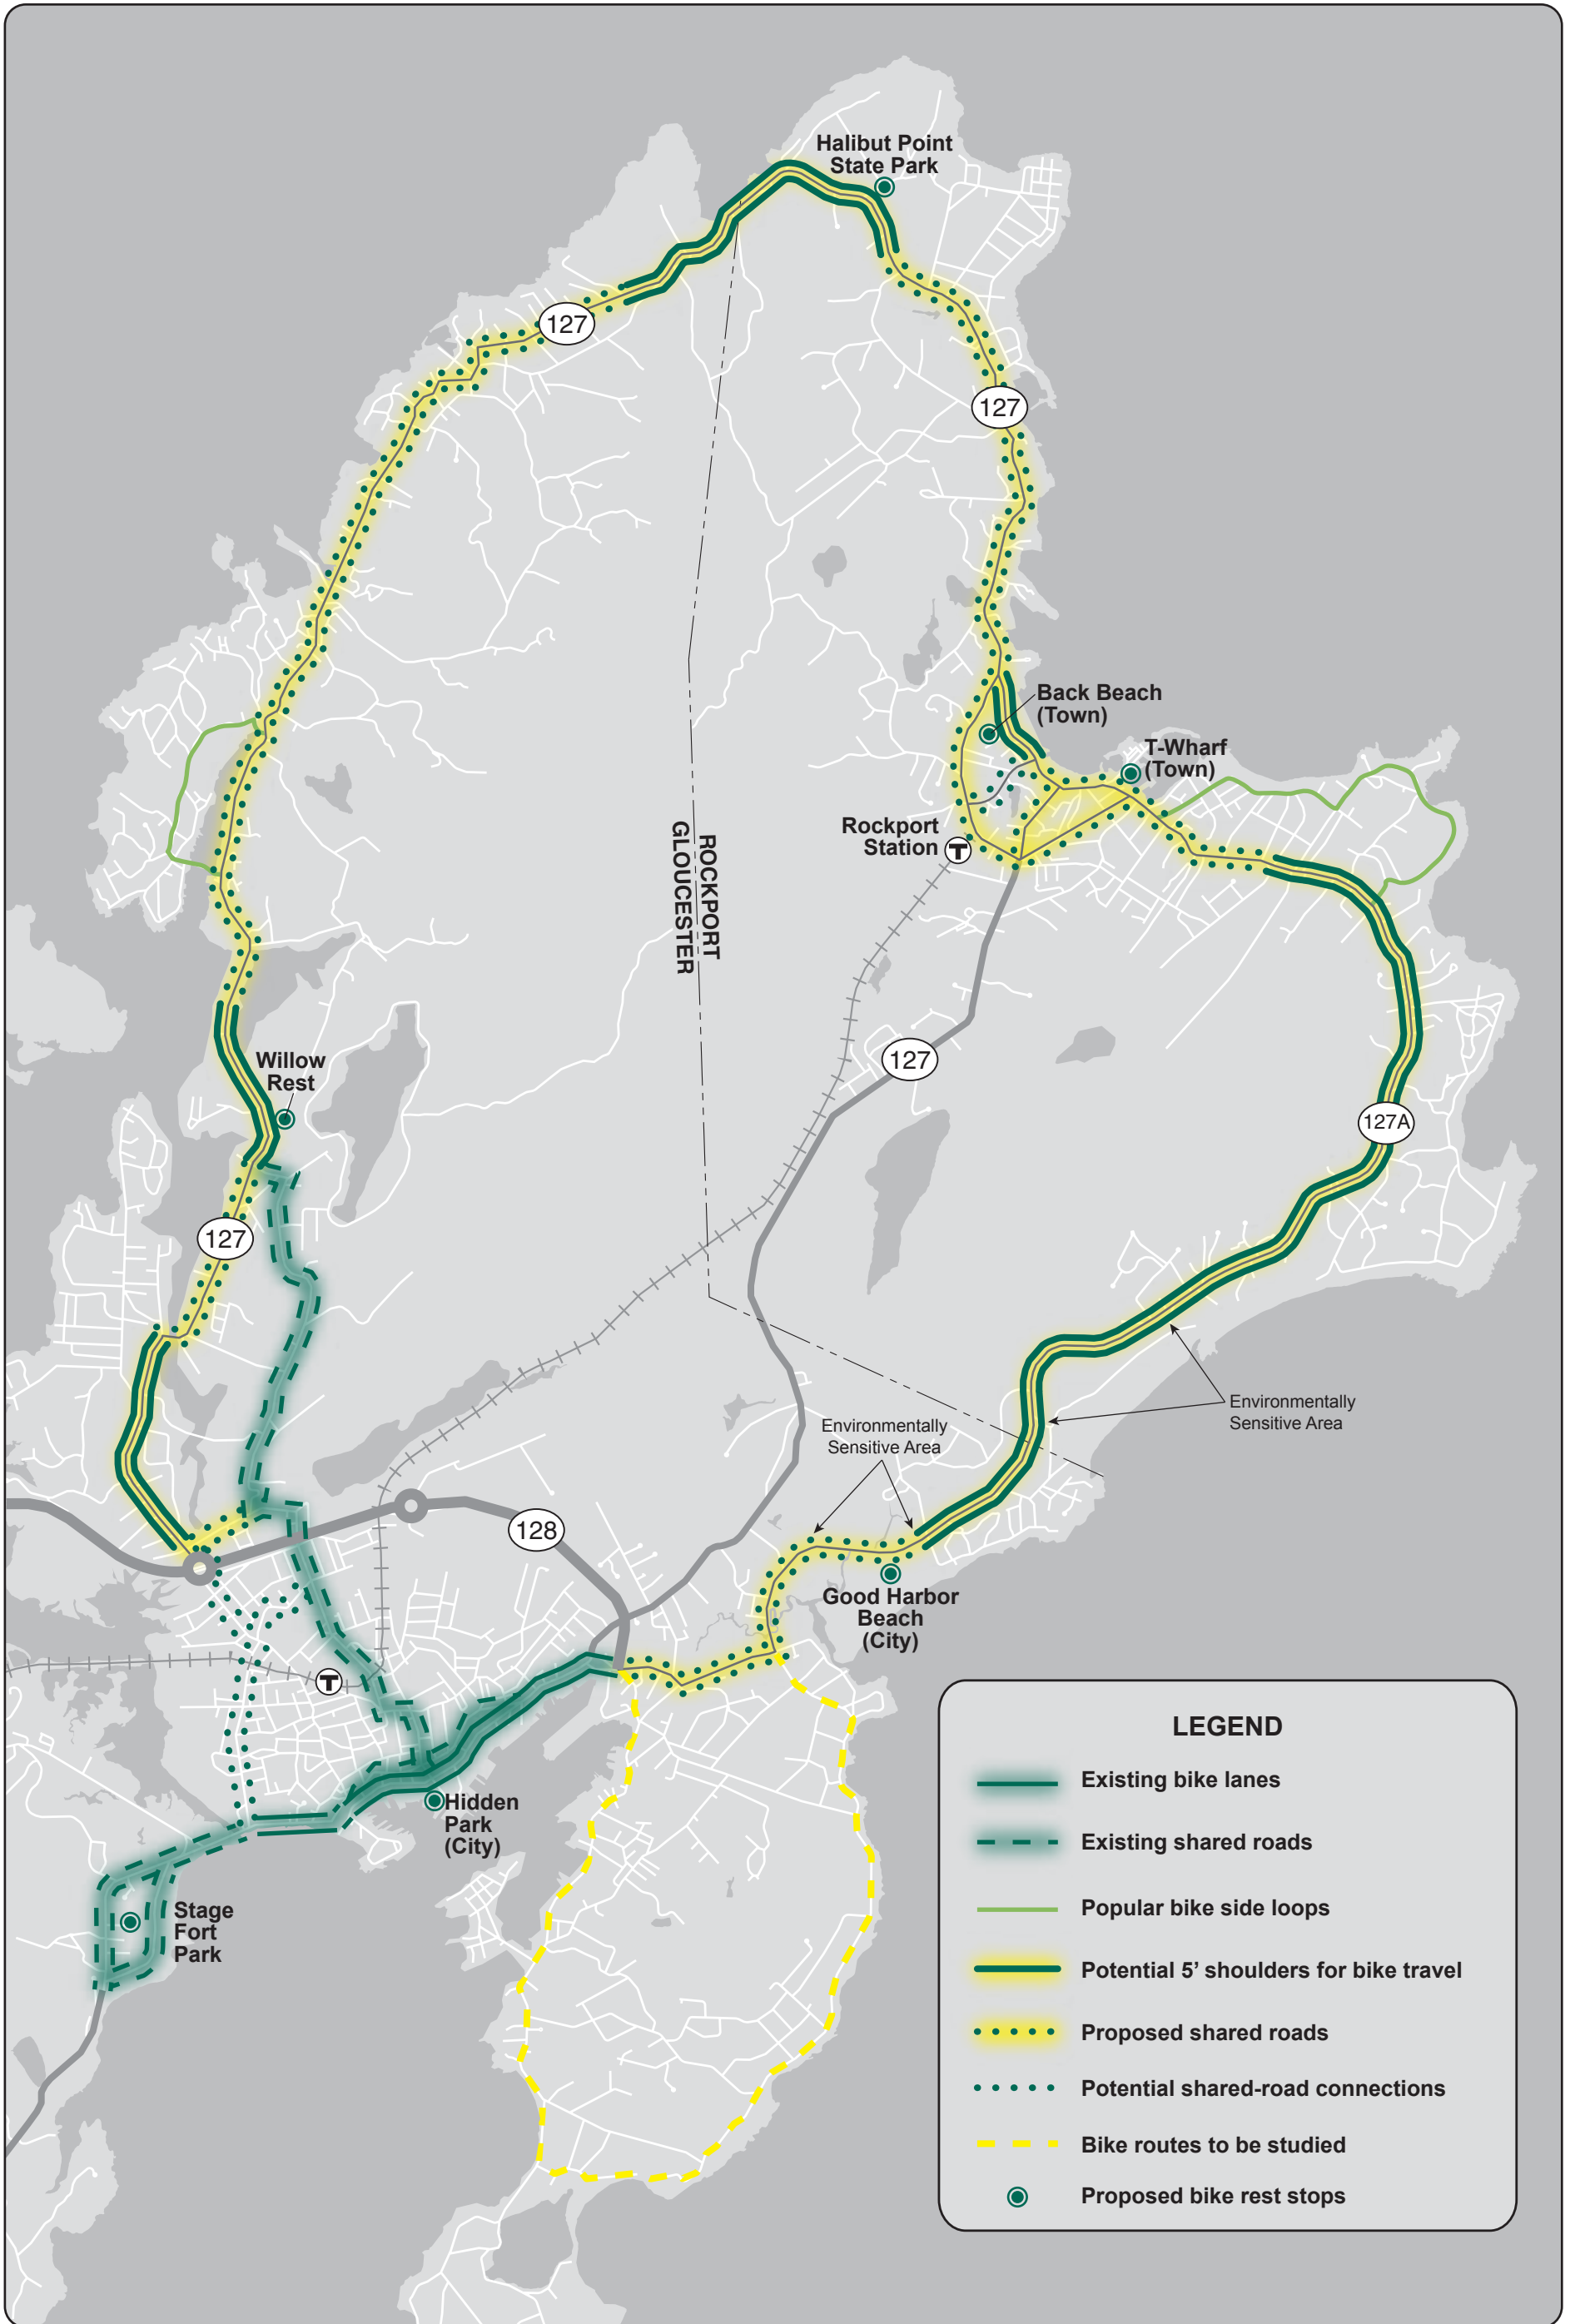 Halibut Point
State Park
127
127
Back Beach
(Town)
T-Wharf
(Town)
Rockport
Station
T
ROCKPORT
GLOUCESTER
127
Willow
Rest
127A
127
Environmentally
Sensitive Area
Environmentally
Sensitive Area
128
Good Harbor
Beach
(City)
T
Hidden
Park
(City)
Stage
Fort
Park
LEGEND
Existing bike lanes
Existing shared roads
Popular bike side loops
Potential 5’ shoulders for bike travel
Proposed shared roads
Potential shared-road connections
Bike routes to be studied
Proposed bike rest stops